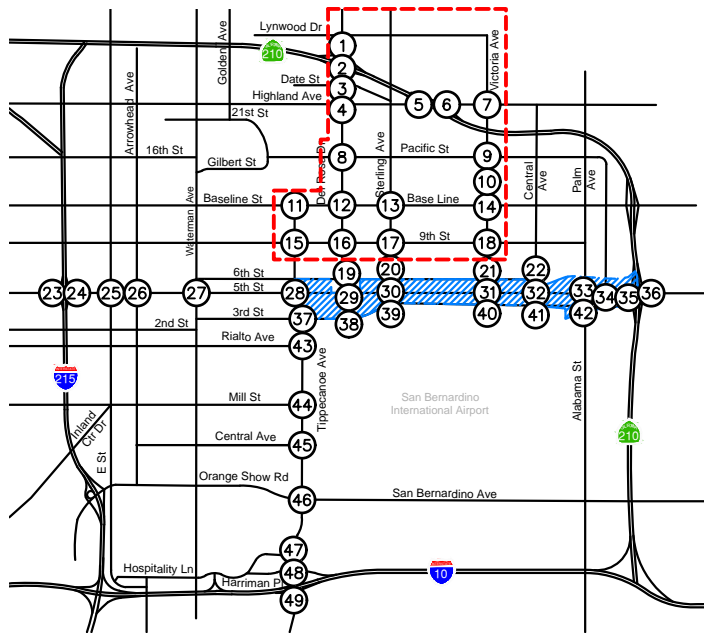 Lynwood Dr
1
210
2
Date St
3
Highland Ave
4
5
6
7
21st St
Golden Ave
Arrowhead Ave
Victoria Ave
16th St
Gilbert St
8
Pacific St
9
Del Rosa Dr
Sterling Ave
Central
Ave
Palm
Ave
10
Waterman Ave
Baseline St
11
12
13
Base Line
14
15
16
17
9th St
18
19
20
21
22
6th St
5th St
23
24
25
26
27
28
29
30
31
32
33
34
35
36
3rd St
2nd St
37
38
39
40
41
42
Rialto Ave
43
Tippecanoe Ave
215
Mill St
44
San Bernardino
International Airport
Alabama St
Inland
Ctr Dr
E St
Central Ave
45
210
Orange Show Rd
46
San Bernardino Ave
47
Hospitality Ln
48
Harriman Pl
10
49